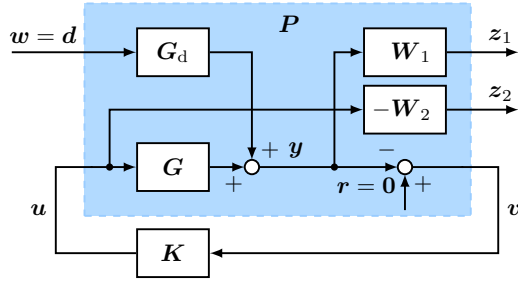 P
w = d
G_d
W_1
z_1
−W_2
z_2
+
y
−
G
+
r = 0
+
u
v
K